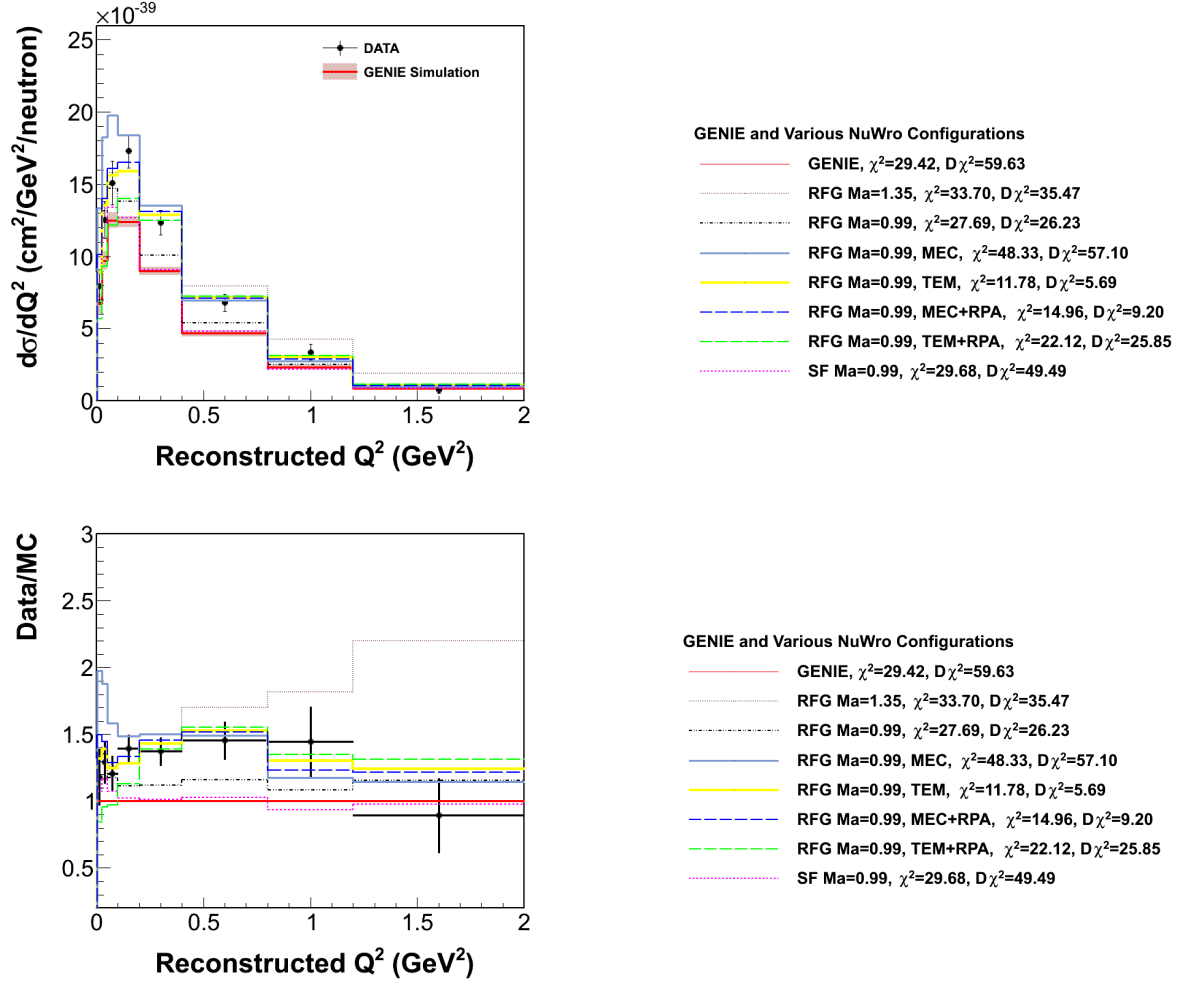 ×10⁻³⁹
dσ/dQ² (cm²/GeV²/neutron)
25
20
15
10
5
0
DATA
GENIE Simulation
0 0.5 1 1.5 2
Reconstructed Q² (GeV²)
GENIE and Various NuWro Configurations
GENIE, χ²=29.42, Dχ²=59.63
RFG Ma=1.35, χ²=33.70, Dχ²=35.47
RFG Ma=0.99, χ²=27.69, Dχ²=26.23
RFG Ma=0.99, MEC, χ²=48.33, Dχ²=57.10
RFG Ma=0.99, TEM, χ²=11.78, Dχ²=5.69
RFG Ma=0.99, MEC+RPA, χ²=14.96, Dχ²=9.20
RFG Ma=0.99, TEM+RPA, χ²=22.12, Dχ²=25.85
SF Ma=0.99, χ²=29.68, Dχ²=49.49
Data/MC
3
2.5
2
1.5
1
0.5
0 0.5 1 1.5 2
Reconstructed Q² (GeV²)
GENIE and Various NuWro Configurations
GENIE, χ²=29.42, Dχ²=59.63
RFG Ma=1.35, χ²=33.70, Dχ²=35.47
RFG Ma=0.99, χ²=27.69, Dχ²=26.23
RFG Ma=0.99, MEC, χ²=48.33, Dχ²=57.10
RFG Ma=0.99, TEM, χ²=11.78, Dχ²=5.69
RFG Ma=0.99, MEC+RPA, χ²=14.96, Dχ²=9.20
RFG Ma=0.99, TEM+RPA, χ²=22.12, Dχ²=25.85
SF Ma=0.99, χ²=29.68, Dχ²=49.49